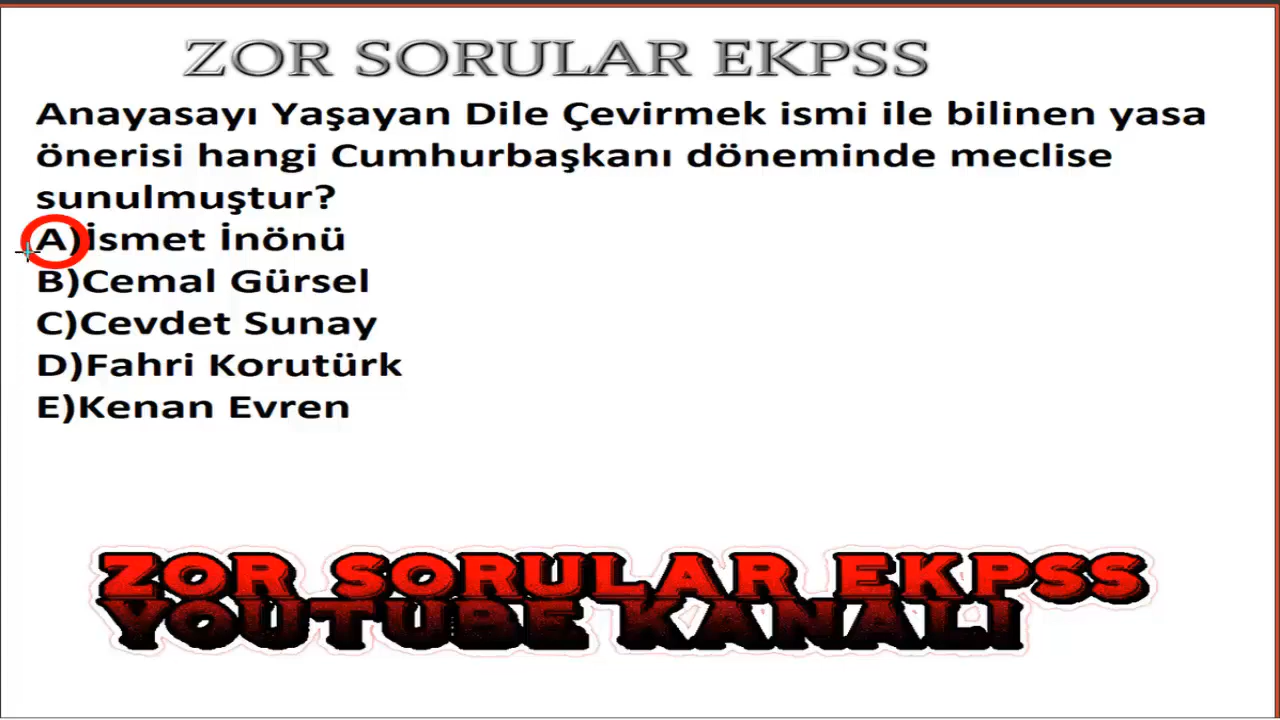 ZOR SORULAR EKPSS
Anayasayı Yaşayan Dile Çevirmek ismi ile bilinen yasa
önerisi hangi Cumhurbaşkanı döneminde meclise
sunulmuştur?
A)İsmet İnönü
B)Cemal Gürsel
C)Cevdet Sunay
D)Fahri Korutürk
E)Kenan Evren
ZOR SORULAR EKPSS
YOUTUBE KANALI